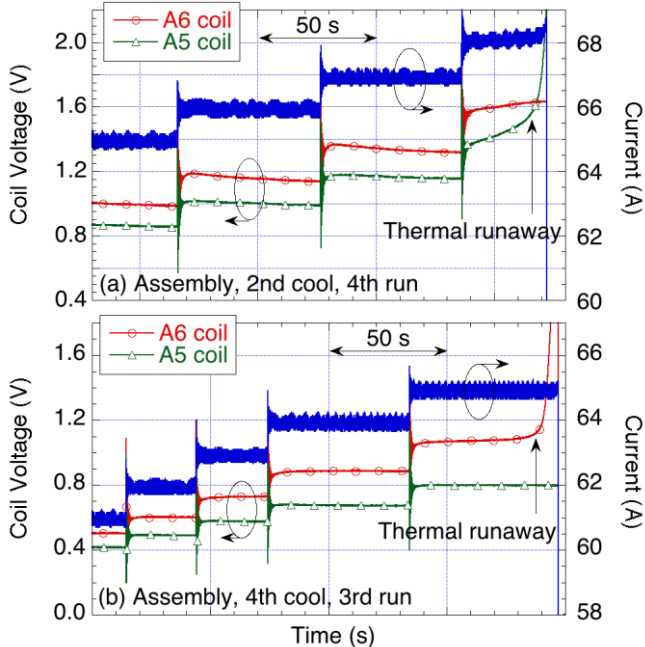 A6 coil
A5 coil
50 s
2.0
1.6
1.2
0.8
0.4
Coil Voltage (V)
68
66
64
62
60
Current (A)
Thermal runaway
(a) Assembly, 2nd cool, 4th run
A6 coil
A5 coil
50 s
1.6
1.2
0.8
0.4
0.0
Coil Voltage (V)
66
64
62
60
58
Current (A)
Thermal runaway
(b) Assembly, 4th cool, 3rd run
Time (s)